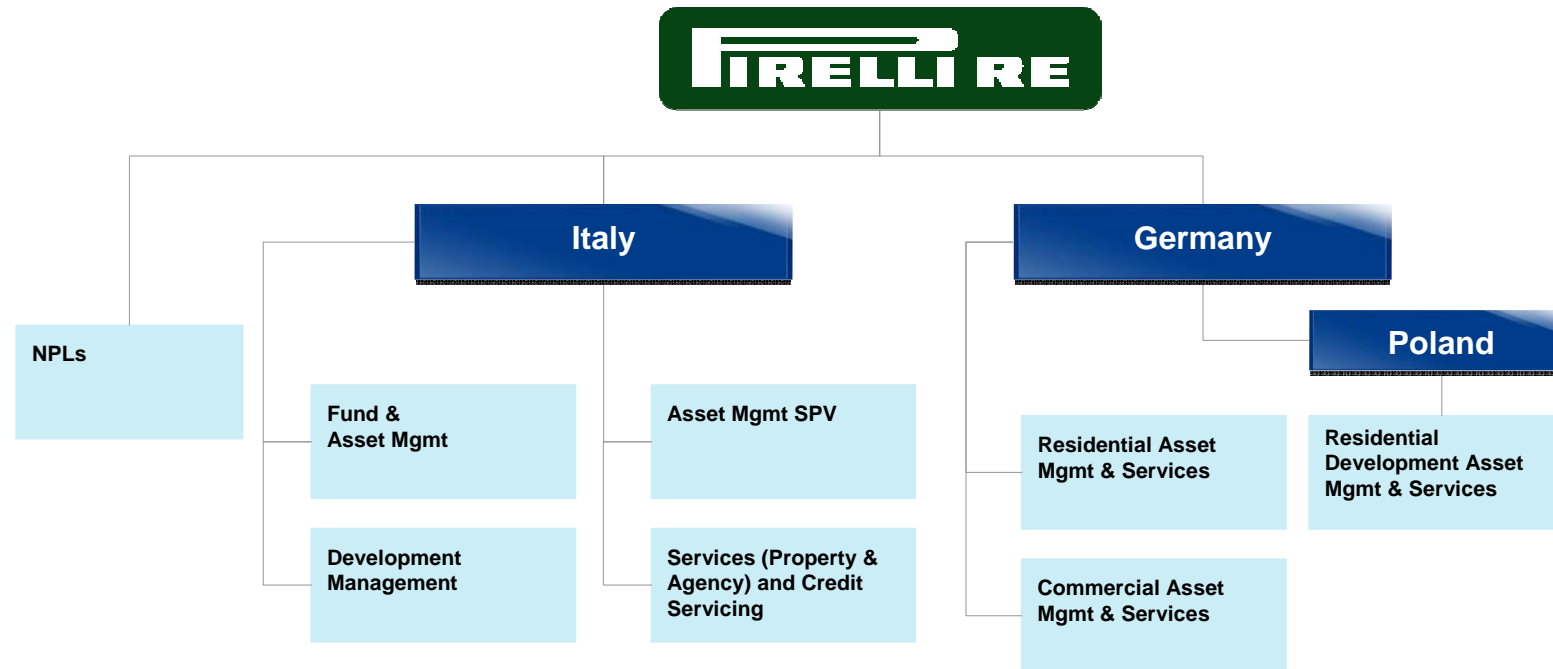 PIRELLI RE
Italy
Germany
Poland
NPLs
Fund &
Asset Mgmt
Asset Mgmt SPV
Residential Asset
Mgmt & Services
Residential
Development Asset
Mgmt & Services
Development
Management
Services (Property &
Agency) and Credit
Servicing
Commercial Asset
Mgmt & Services